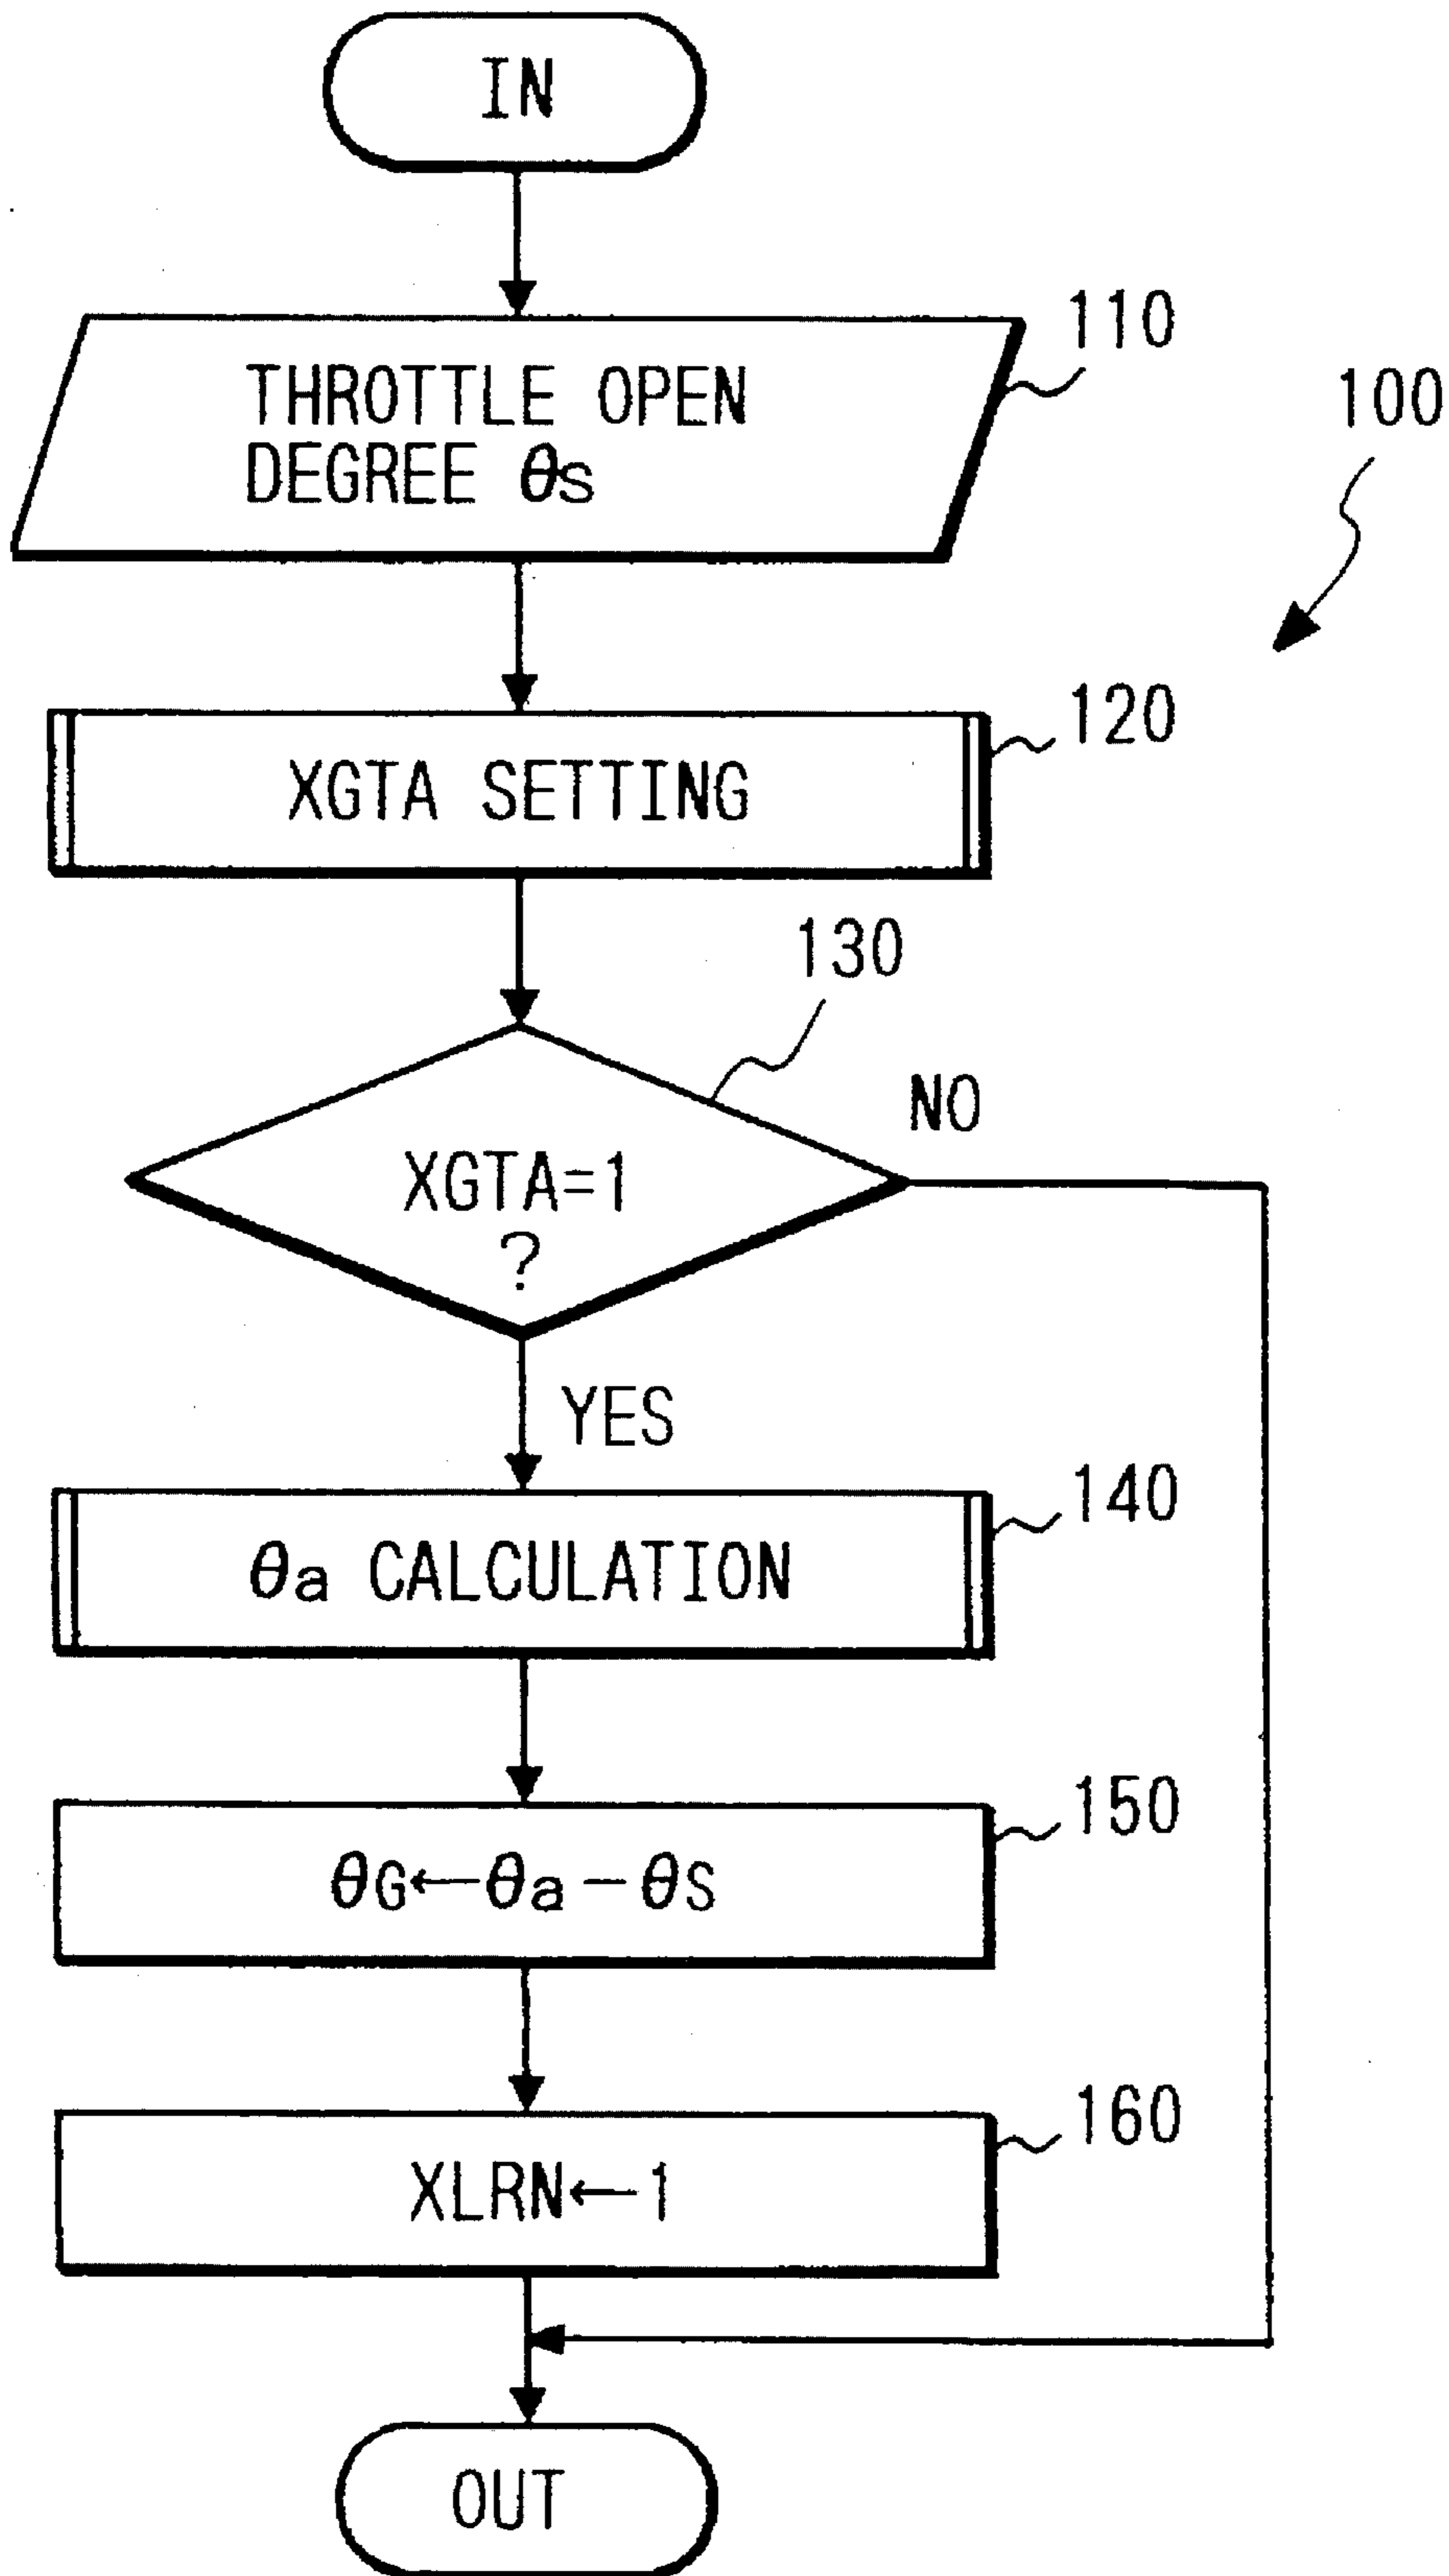 IN
THROTTLE OPEN
DEGREE θs
110
100
XGTA SETTING
120
130
XGTA=1
?
NO
YES
θa CALCULATION
140
θG←θa-θS
150
XLRN←1
160
OUT